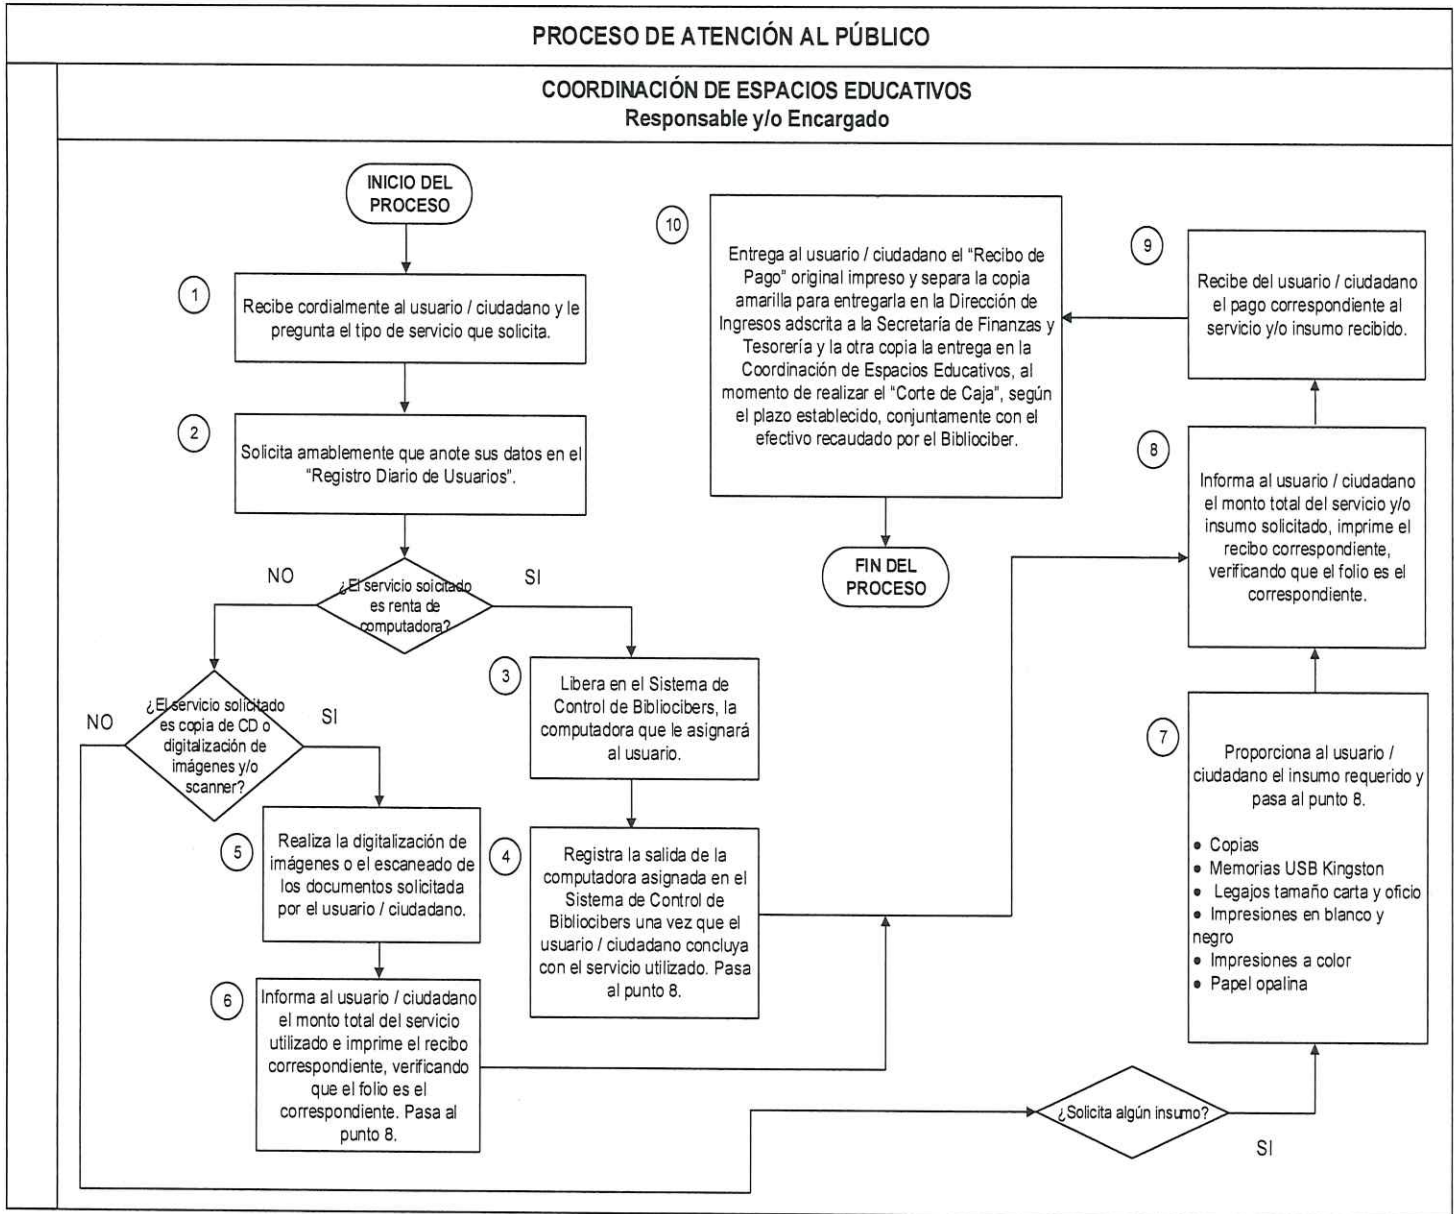 PROCESO DE ATENCIÓN AL PÚBLICO
COORDINACIÓN DE ESPACIOS EDUCATIVOS
Responsable y/o Encargado
INICIO DEL
PROCESO
1
Recibe cordialmente al usuario / ciudadano y le
pregunta el tipo de servicio que solicita.
2
Solicita amablemente que anote sus datos en el
"Registro Diario de Usuarios".
NO
¿El servicio soicitado
es renta de
computadora?
SI
NO
¿El servicio solicitado
es copia de CD o
digitalización de
imágenes y/o
scanner?
SI
3
Libera en el Sistema de
Control de Bibliocibers, la
computadora que le asignará
al usuario.
4
Registra la salida de la
computadora asignada en el
Sistema de Control de
Bibliocibers una vez que el
usuario / ciudadano concluya
con el servicio utilizado. Pasa
al punto 8.
5
Realiza la digitalización de
imágenes o el escaneado de
los documentos solicitada
por el usuario / ciudadano.
6
Informa al usuario / ciudadano
el monto total del servicio
utilizado e imprime el recibo
correspondiente, verificando
que el folio es el
correspondiente. Pasa al
punto 8.
¿Solicita algún insumo?
SI
7
Proporciona al usuario /
ciudadano el insumo requerido y
pasa al punto 8.
• Copias
• Memorias USB Kingston
• Legajos tamaño carta y oficio
• Impresiones en blanco y
negro
• Impresiones a color
• Papel opalina
8
Informa al usuario / ciudadano
el monto total del servicio y/o
insumo solicitado, imprime el
recibo correspondiente,
verificando que el folio es el
correspondiente.
9
Recibe del usuario / ciudadano
el pago correspondiente al
servicio y/o insumo recibido.
10
Entrega al usuario / ciudadano el "Recibo de
Pago" original impreso y separa la copia
amarilla para entregarla en la Dirección de
Ingresos adscrita a la Secretaría de Finanzas y
Tesorería y la otra copia la entrega en la
Coordinación de Espacios Educativos, al
momento de realizar el "Corte de Caja", según
el plazo establecido, conjuntamente con el
efectivo recaudado por el Bibliociber.
FIN DEL
PROCESO